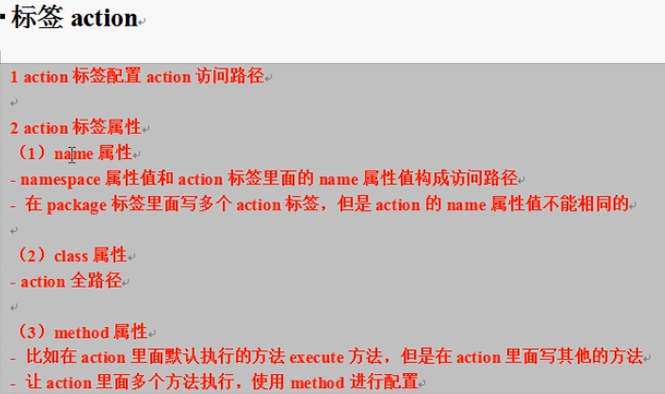 标签 action
1 action 标签配置 action 访问路径
2 action 标签属性
（1）name 属性
- namespace 属性值和 action 标签里面的 name 属性值构成访问路径
- 在 package 标签里面写多个 action 标签，但是 action 的 name 属性值不能相同的
（2）class 属性
- action 全路径
（3）method 属性
- 比如在 action 里面默认执行的方法 execute 方法，但是在 action 里面写其他的方法
- 让 action 里面多个方法执行，使用 method 进行配置